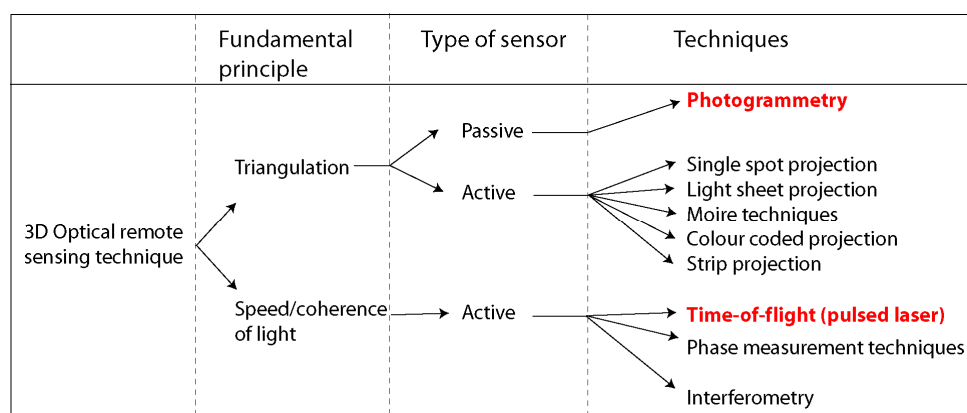 Fundamental
principle
Type of sensor
Techniques
Photogrammetry
Passive
Triangulation
Single spot projection
Active
Light sheet projection
Moire techniques
3D Optical remote
sensing technique
Colour coded projection
Strip projection
Speed/coherence
of light
Active
Time-of-flight (pulsed laser)
Phase measurement techniques
Interferometry